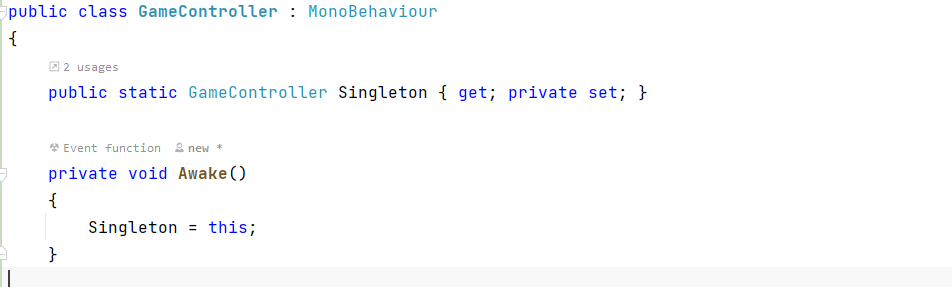 public class GameController : MonoBehaviour
{
2 usages
public static GameController Singleton { get; private set; }
Event function new *
private void Awake()
{
Singleton = this;
}